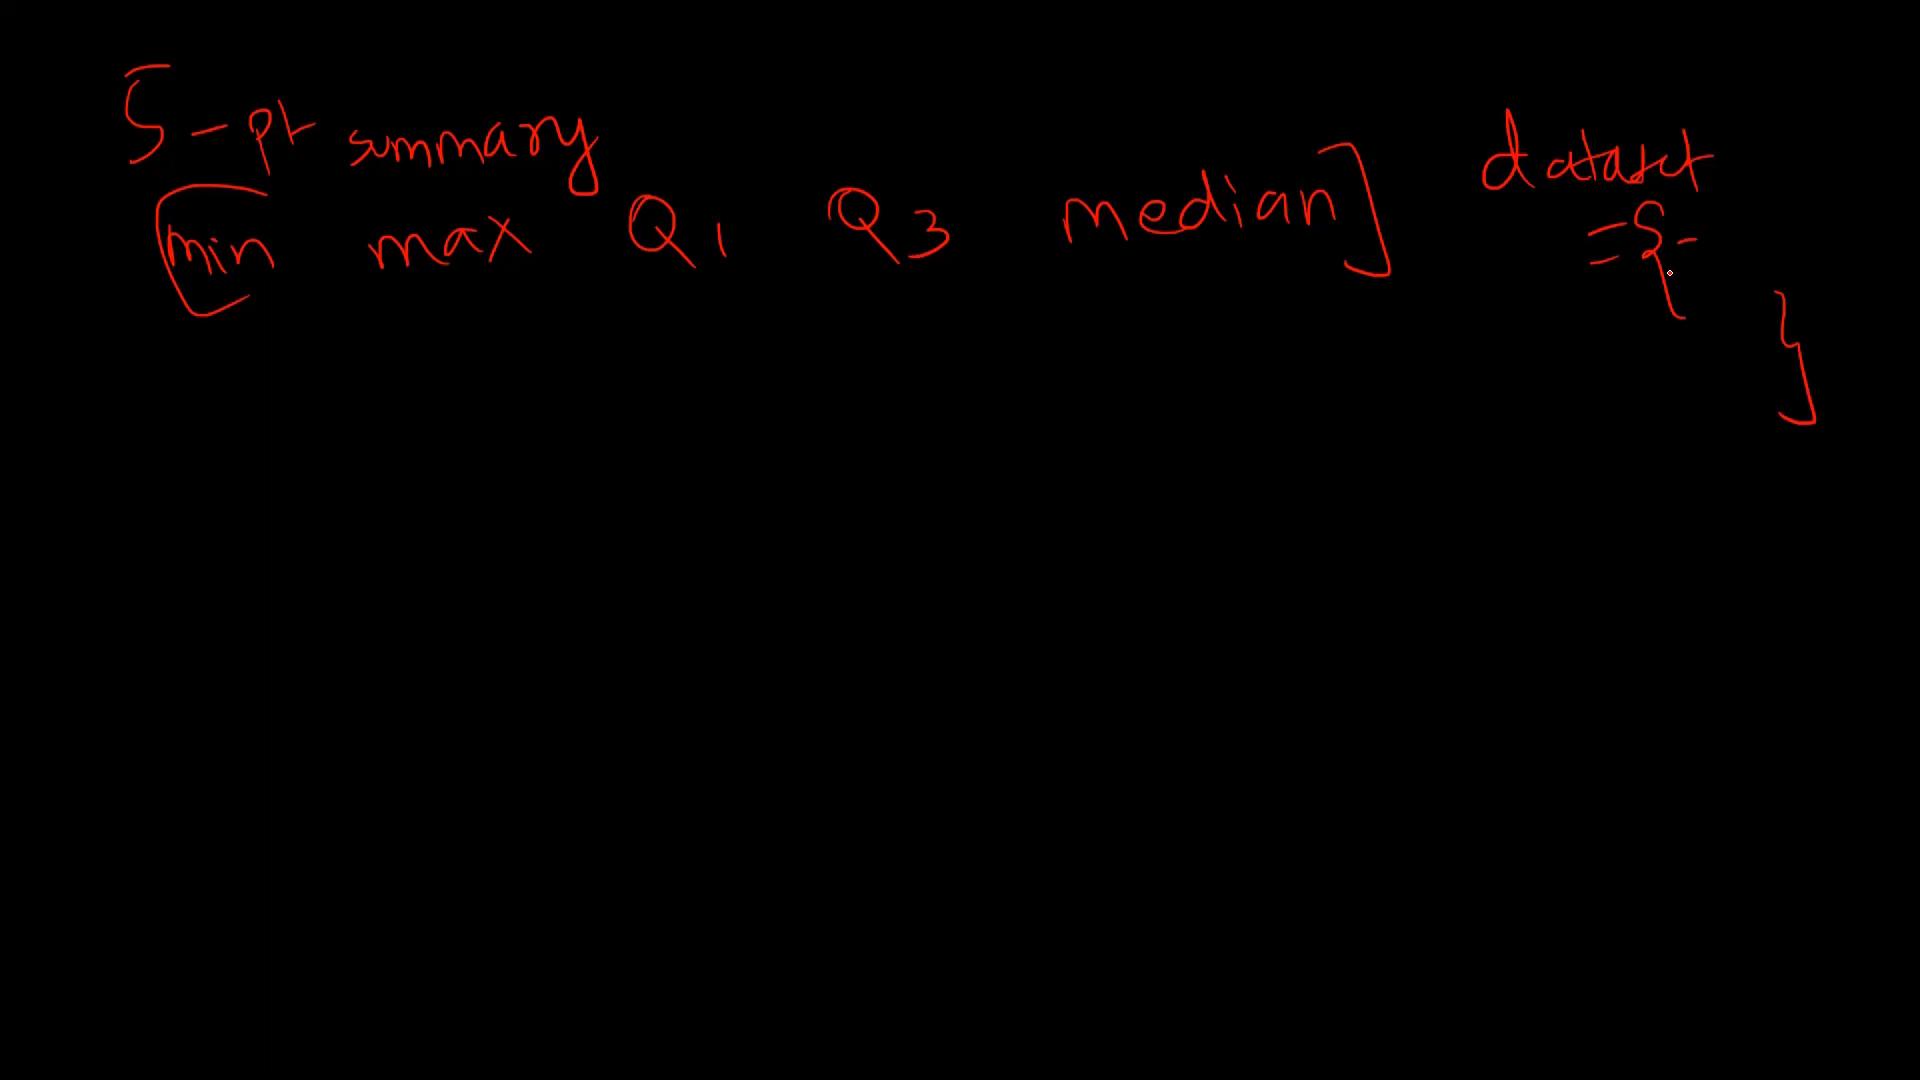 5-pt summary
[min max Q1 Q3 median]
dataset
={-
}